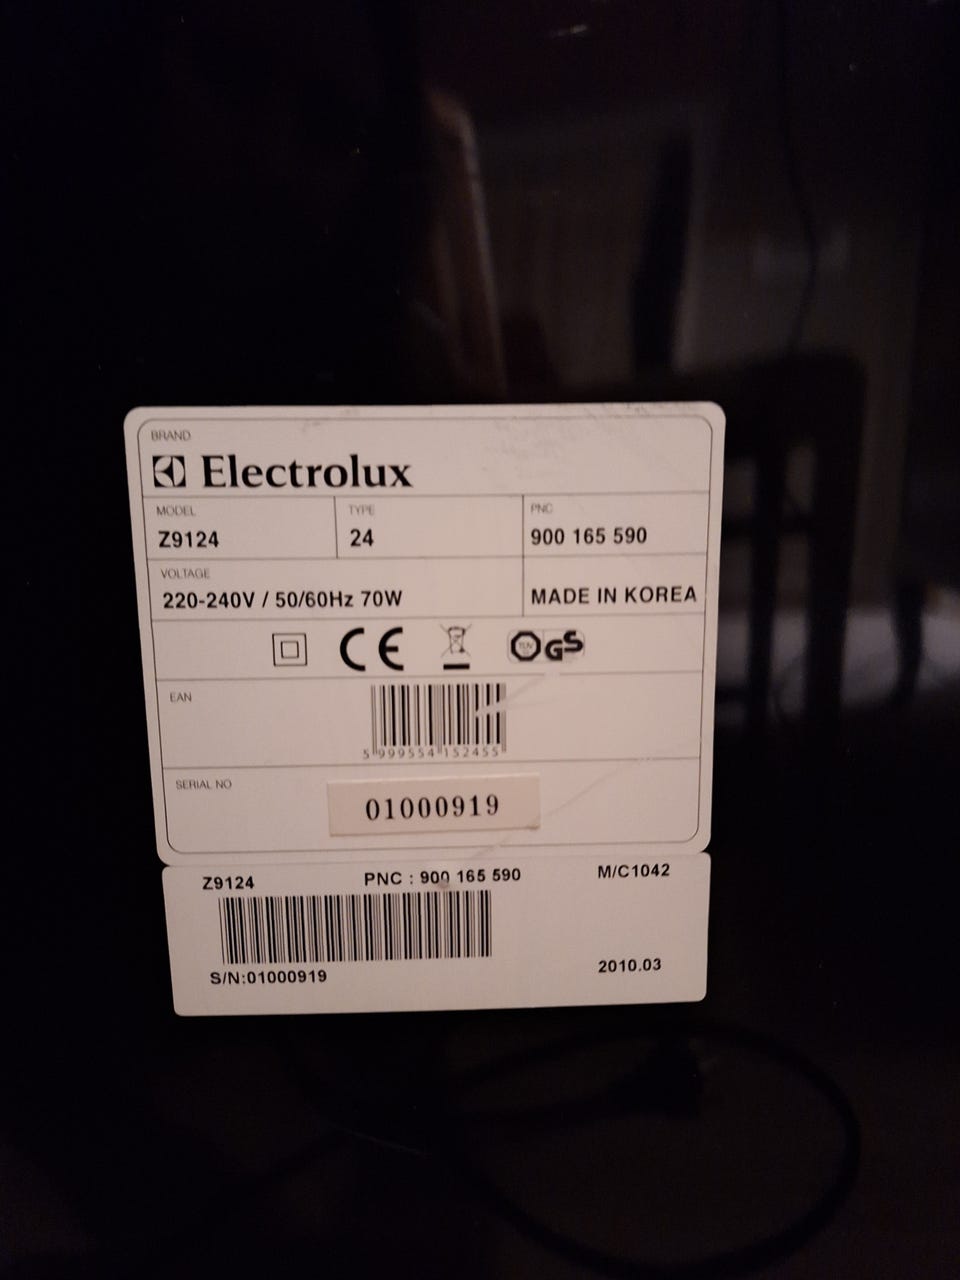 BRAND
Electrolux
MODEL TYPE PNC
Z9124 24 900 165 590
VOLTAGE
220-240V / 50/60Hz 70W MADE IN KOREA
CE TÜV GS
EAN
5 999554 152455
SERIAL NO
01000919
Z9124 PNC : 900 165 590 M/C1042
S/N:01000919 2010.03